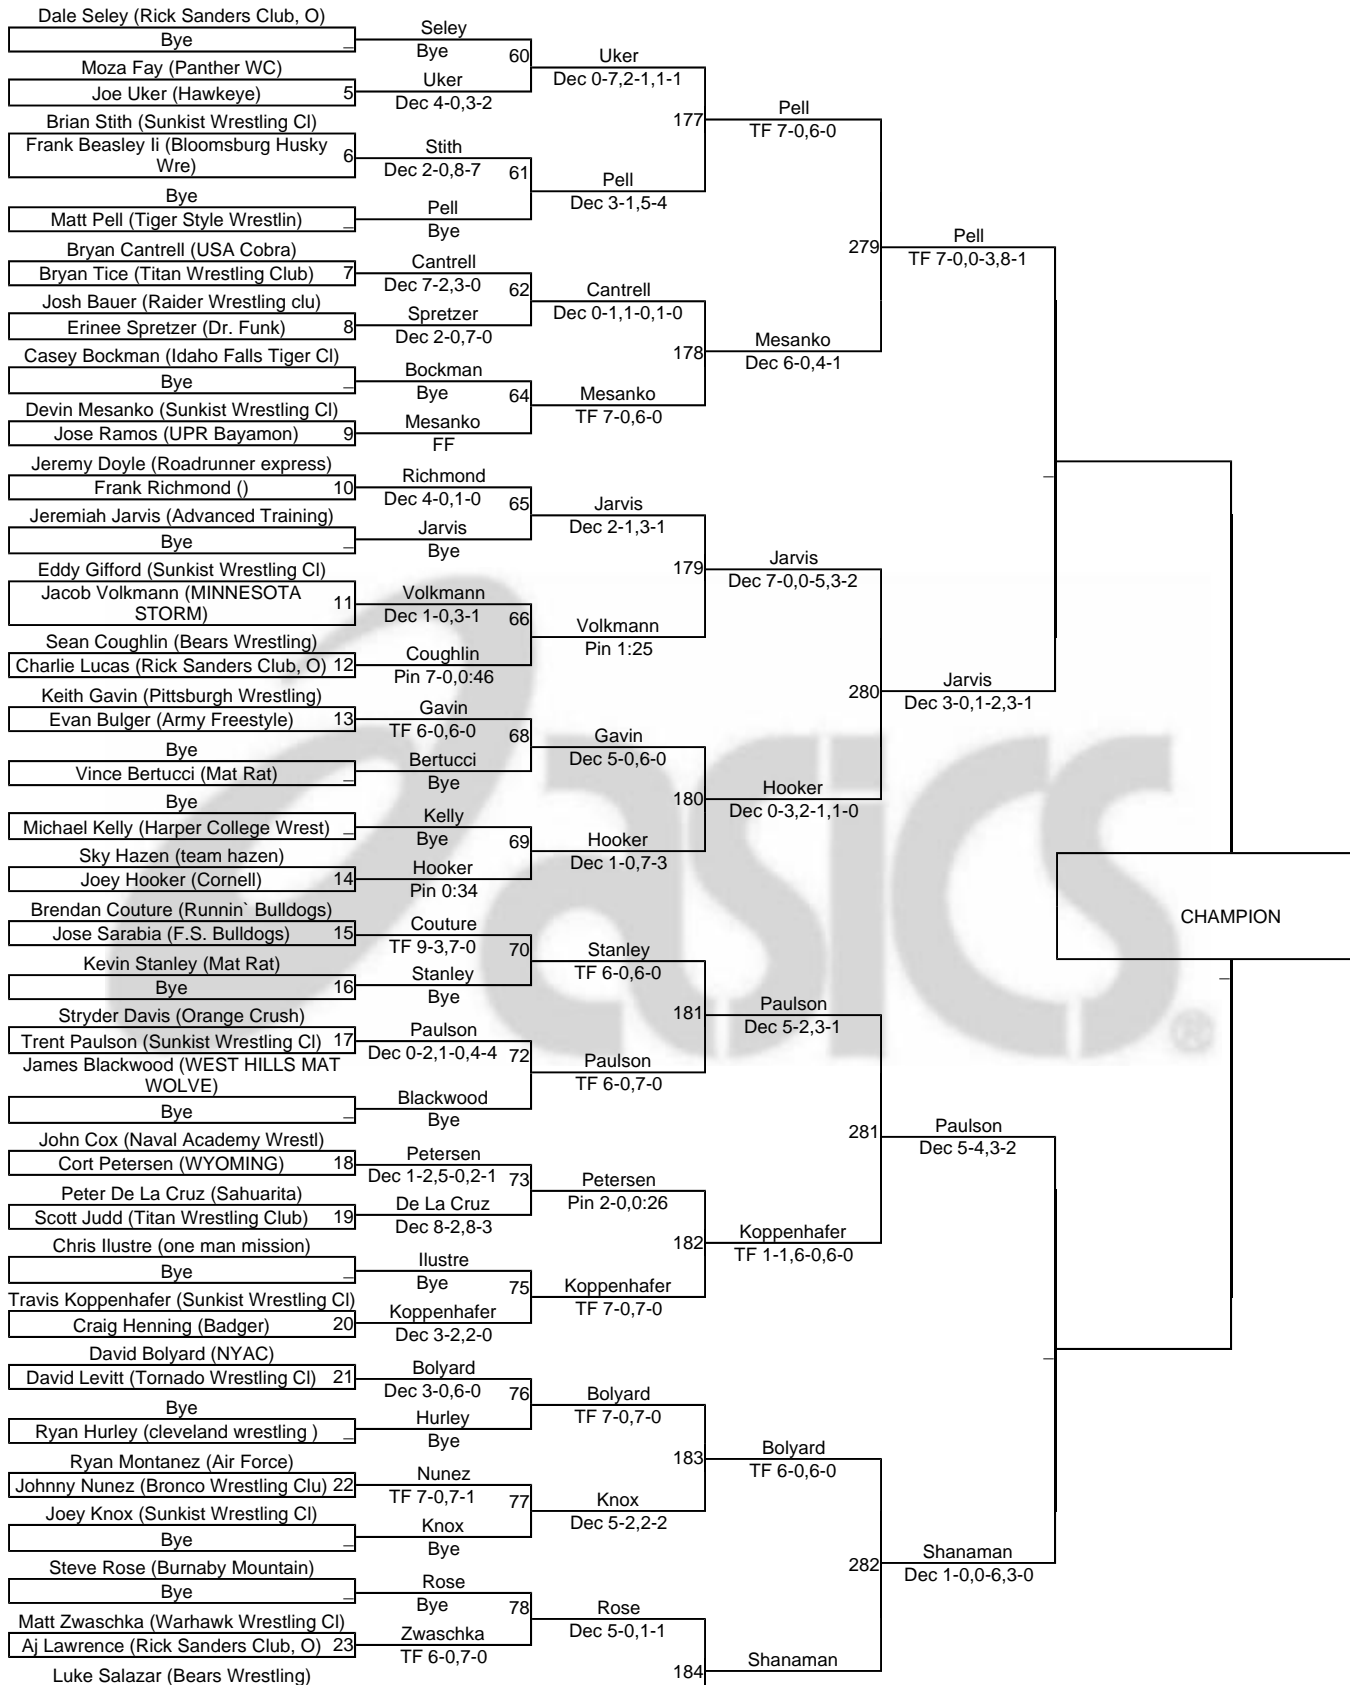 Dale Seley (Rick Sanders Club, O)
Bye _
Moza Fay (Panther WC)
Joe Uker (Hawkeye) 5
Brian Stith (Sunkist Wrestling Cl)
Frank Beasley Ii (Bloomsburg Husky
Wre) 6
Bye
Matt Pell (Tiger Style Wrestlin) _
Bryan Cantrell (USA Cobra)
Bryan Tice (Titan Wrestling Club) 7
Josh Bauer (Raider Wrestling clu)
Erinee Spretzer (Dr. Funk) 8
Casey Bockman (Idaho Falls Tiger Cl)
Bye _
Devin Mesanko (Sunkist Wrestling Cl)
Jose Ramos (UPR Bayamon) 9
Jeremy Doyle (Roadrunner express)
Frank Richmond () 10
Jeremiah Jarvis (Advanced Training)
Bye _
Eddy Gifford (Sunkist Wrestling Cl)
Jacob Volkmann (MINNESOTA
STORM) 11
Sean Coughlin (Bears Wrestling)
Charlie Lucas (Rick Sanders Club, O) 12
Keith Gavin (Pittsburgh Wrestling)
Evan Bulger (Army Freestyle) 13
Bye
Vince Bertucci (Mat Rat) _
Bye
Michael Kelly (Harper College Wrest) _
Sky Hazen (team hazen)
Joey Hooker (Cornell) 14
Brendan Couture (Runnin` Bulldogs)
Jose Sarabia (F.S. Bulldogs) 15
Kevin Stanley (Mat Rat)
Bye 16
Stryder Davis (Orange Crush)
Trent Paulson (Sunkist Wrestling Cl) 17
James Blackwood (WEST HILLS MAT
WOLVE)
Bye _
John Cox (Naval Academy Wrestl)
Cort Petersen (WYOMING) 18
Peter De La Cruz (Sahuarita)
Scott Judd (Titan Wrestling Club) 19
Chris Ilustre (one man mission)
Bye _
Travis Koppenhafer (Sunkist Wrestling Cl)
Craig Henning (Badger) 20
David Bolyard (NYAC)
David Levitt (Tornado Wrestling Cl) 21
Bye
Ryan Hurley (cleveland wrestling ) _
Ryan Montanez (Air Force)
Johnny Nunez (Bronco Wrestling Clu) 22
Joey Knox (Sunkist Wrestling Cl)
Bye _
Steve Rose (Burnaby Mountain)
Bye _
Matt Zwaschka (Warhawk Wrestling Cl)
Aj Lawrence (Rick Sanders Club, O) 23
Luke Salazar (Bears Wrestling)
Seley
Bye 60
Uker
Dec 4-0,3-2
Stith
Dec 2-0,8-7 61
Pell
Bye
Cantrell
Dec 7-2,3-0 62
Spretzer
Dec 2-0,7-0
Bockman
Bye 64
Mesanko
FF
Richmond
Dec 4-0,1-0 65
Jarvis
Bye
Volkmann
Dec 1-0,3-1 66
Coughlin
Pin 7-0,0:46
Gavin
TF 6-0,6-0 68
Bertucci
Bye
Kelly
Bye 69
Hooker
Pin 0:34
Couture
TF 9-3,7-0 70
Stanley
Bye
Paulson
Dec 0-2,1-0,4-4 72
Blackwood
Bye
Petersen
Dec 1-2,5-0,2-1 73
De La Cruz
Dec 8-2,8-3
Ilustre
Bye 75
Koppenhafer
Dec 3-2,2-0
Bolyard
Dec 3-0,6-0 76
Hurley
Bye
Nunez
TF 7-0,7-1 77
Knox
Bye
Rose
Bye 78
Zwaschka
TF 6-0,7-0
Uker
Dec 0-7,2-1,1-1
177
Pell
Dec 3-1,5-4
Cantrell
Dec 0-1,1-0,1-0
178
Mesanko
TF 7-0,6-0
Jarvis
Dec 2-1,3-1
179
Volkmann
Pin 1:25
Gavin
Dec 5-0,6-0
180
Hooker
Dec 1-0,7-3
Stanley
TF 6-0,6-0
181
Paulson
TF 6-0,7-0
Petersen
Pin 2-0,0:26
182
Koppenhafer
TF 7-0,7-0
Bolyard
TF 7-0,7-0
183
Knox
Dec 5-2,2-2
Rose
Dec 5-0,1-1
184
Pell
TF 7-0,6-0
279
Mesanko
Dec 6-0,4-1
Jarvis
Dec 7-0,0-5,3-2
280
Hooker
Dec 0-3,2-1,1-0
Paulson
Dec 5-2,3-1
281
Koppenhafer
TF 1-1,6-0,6-0
Bolyard
TF 6-0,6-0
282
Shanaman
Pell
TF 7-0,0-3,8-1
_
Jarvis
Dec 3-0,1-2,3-1
Paulson
Dec 5-4,3-2
_
Shanaman
Dec 1-0,0-6,3-0
CHAMPION
_
asics®